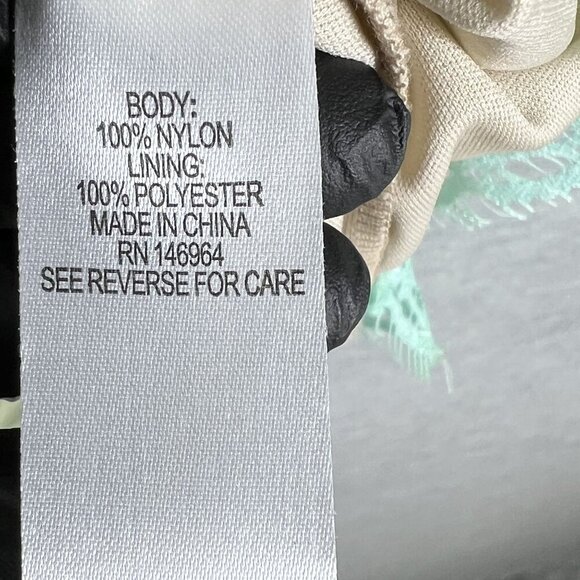 BODY:
100% NYLON
LINING:
100% POLYESTER
MADE IN CHINA
RN 146964
SEE REVERSE FOR CARE